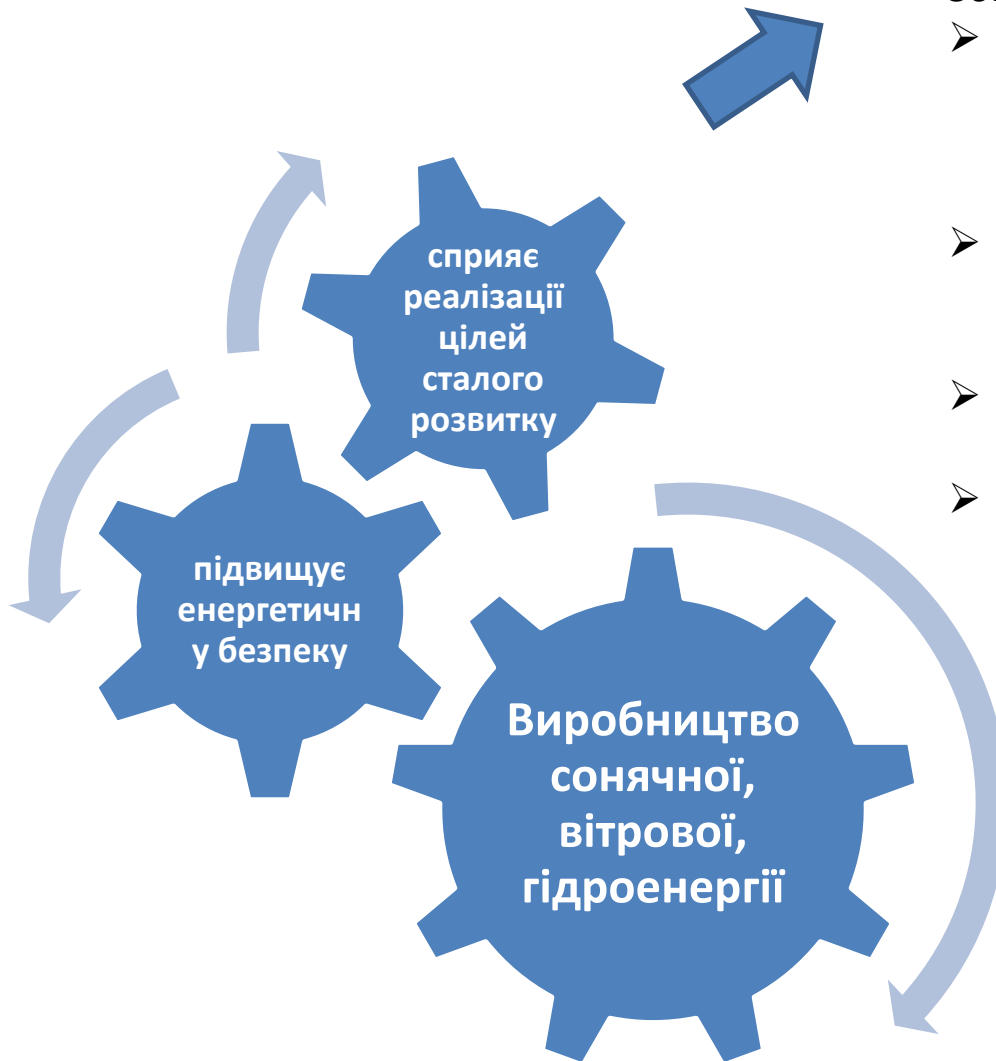 сприяє
реалізації
цілей
сталого
розвитку
підвищує
енергетичн
у безпеку
Виробництво
сонячної,
вітрової,
гідроенергії